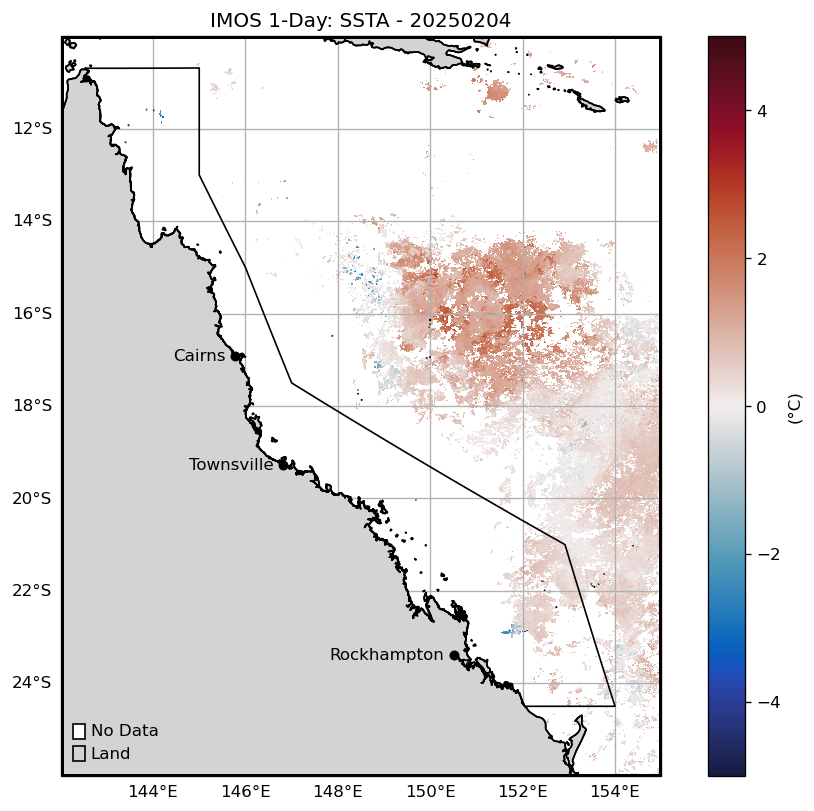 IMOS 1-Day: SSTA - 20250204
12°S
14°S
16°S
18°S
20°S
22°S
24°S
Cairns
Townsville
Rockhampton
No Data
Land
144°E
146°E
148°E
150°E
152°E
154°E
4
2
0
−2
−4
(°C)